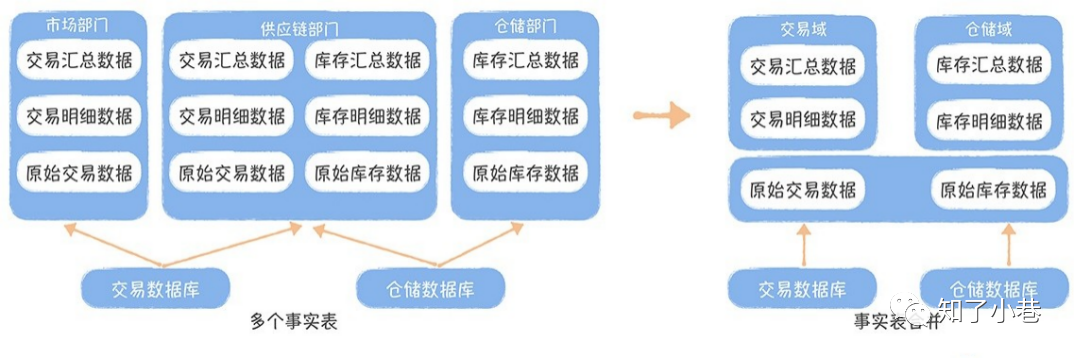 市场部门
供应链部门
仓储部门
交易汇总数据
交易汇总数据
库存汇总数据
库存汇总数据
交易明细数据
交易明细数据
库存明细数据
库存明细数据
原始交易数据
原始交易数据
原始库存数据
原始库存数据
交易数据库
仓储数据库
多个事实表
交易域
仓储域
交易汇总数据
库存汇总数据
交易明细数据
库存明细数据
原始交易数据
原始库存数据
交易数据库
仓储数据库
事实表合并
知了小巷